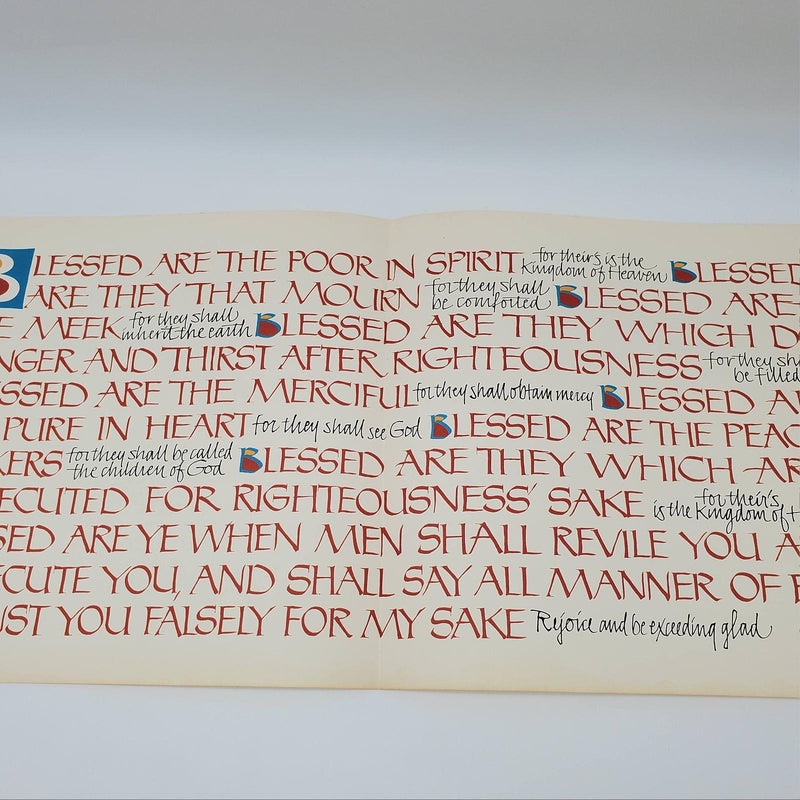 BLESSED ARE THE POOR IN SPIRIT for theirs is the Kingdom of Heaven BLESSED
ARE THEY THAT MOURN for they shall be comforted BLESSED ARE
E MEEK for they shall inherit the earth BLESSED ARE THEY WHICH DO
NGER AND THIRST AFTER RIGHTEOUSNESS for they sha be filled
ESSED ARE THE MERCIFUL for they shall obtain mercy BLESSED A
PURE IN HEART for they shall see God BLESSED ARE THE PEAC
KERS for they shall be called the children of God BLESSED ARE THEY WHICH AR
ECUTED FOR RIGHTEOUSNESS' SAKE for their's is the Kingdom of H
SED ARE YE WHEN MEN SHALL REVILE YOU A
ECUTE YOU, AND SHALL SAY ALL MANNER OF E
NST YOU FALSELY FOR MY SAKE Rejoice and be exceeding glad